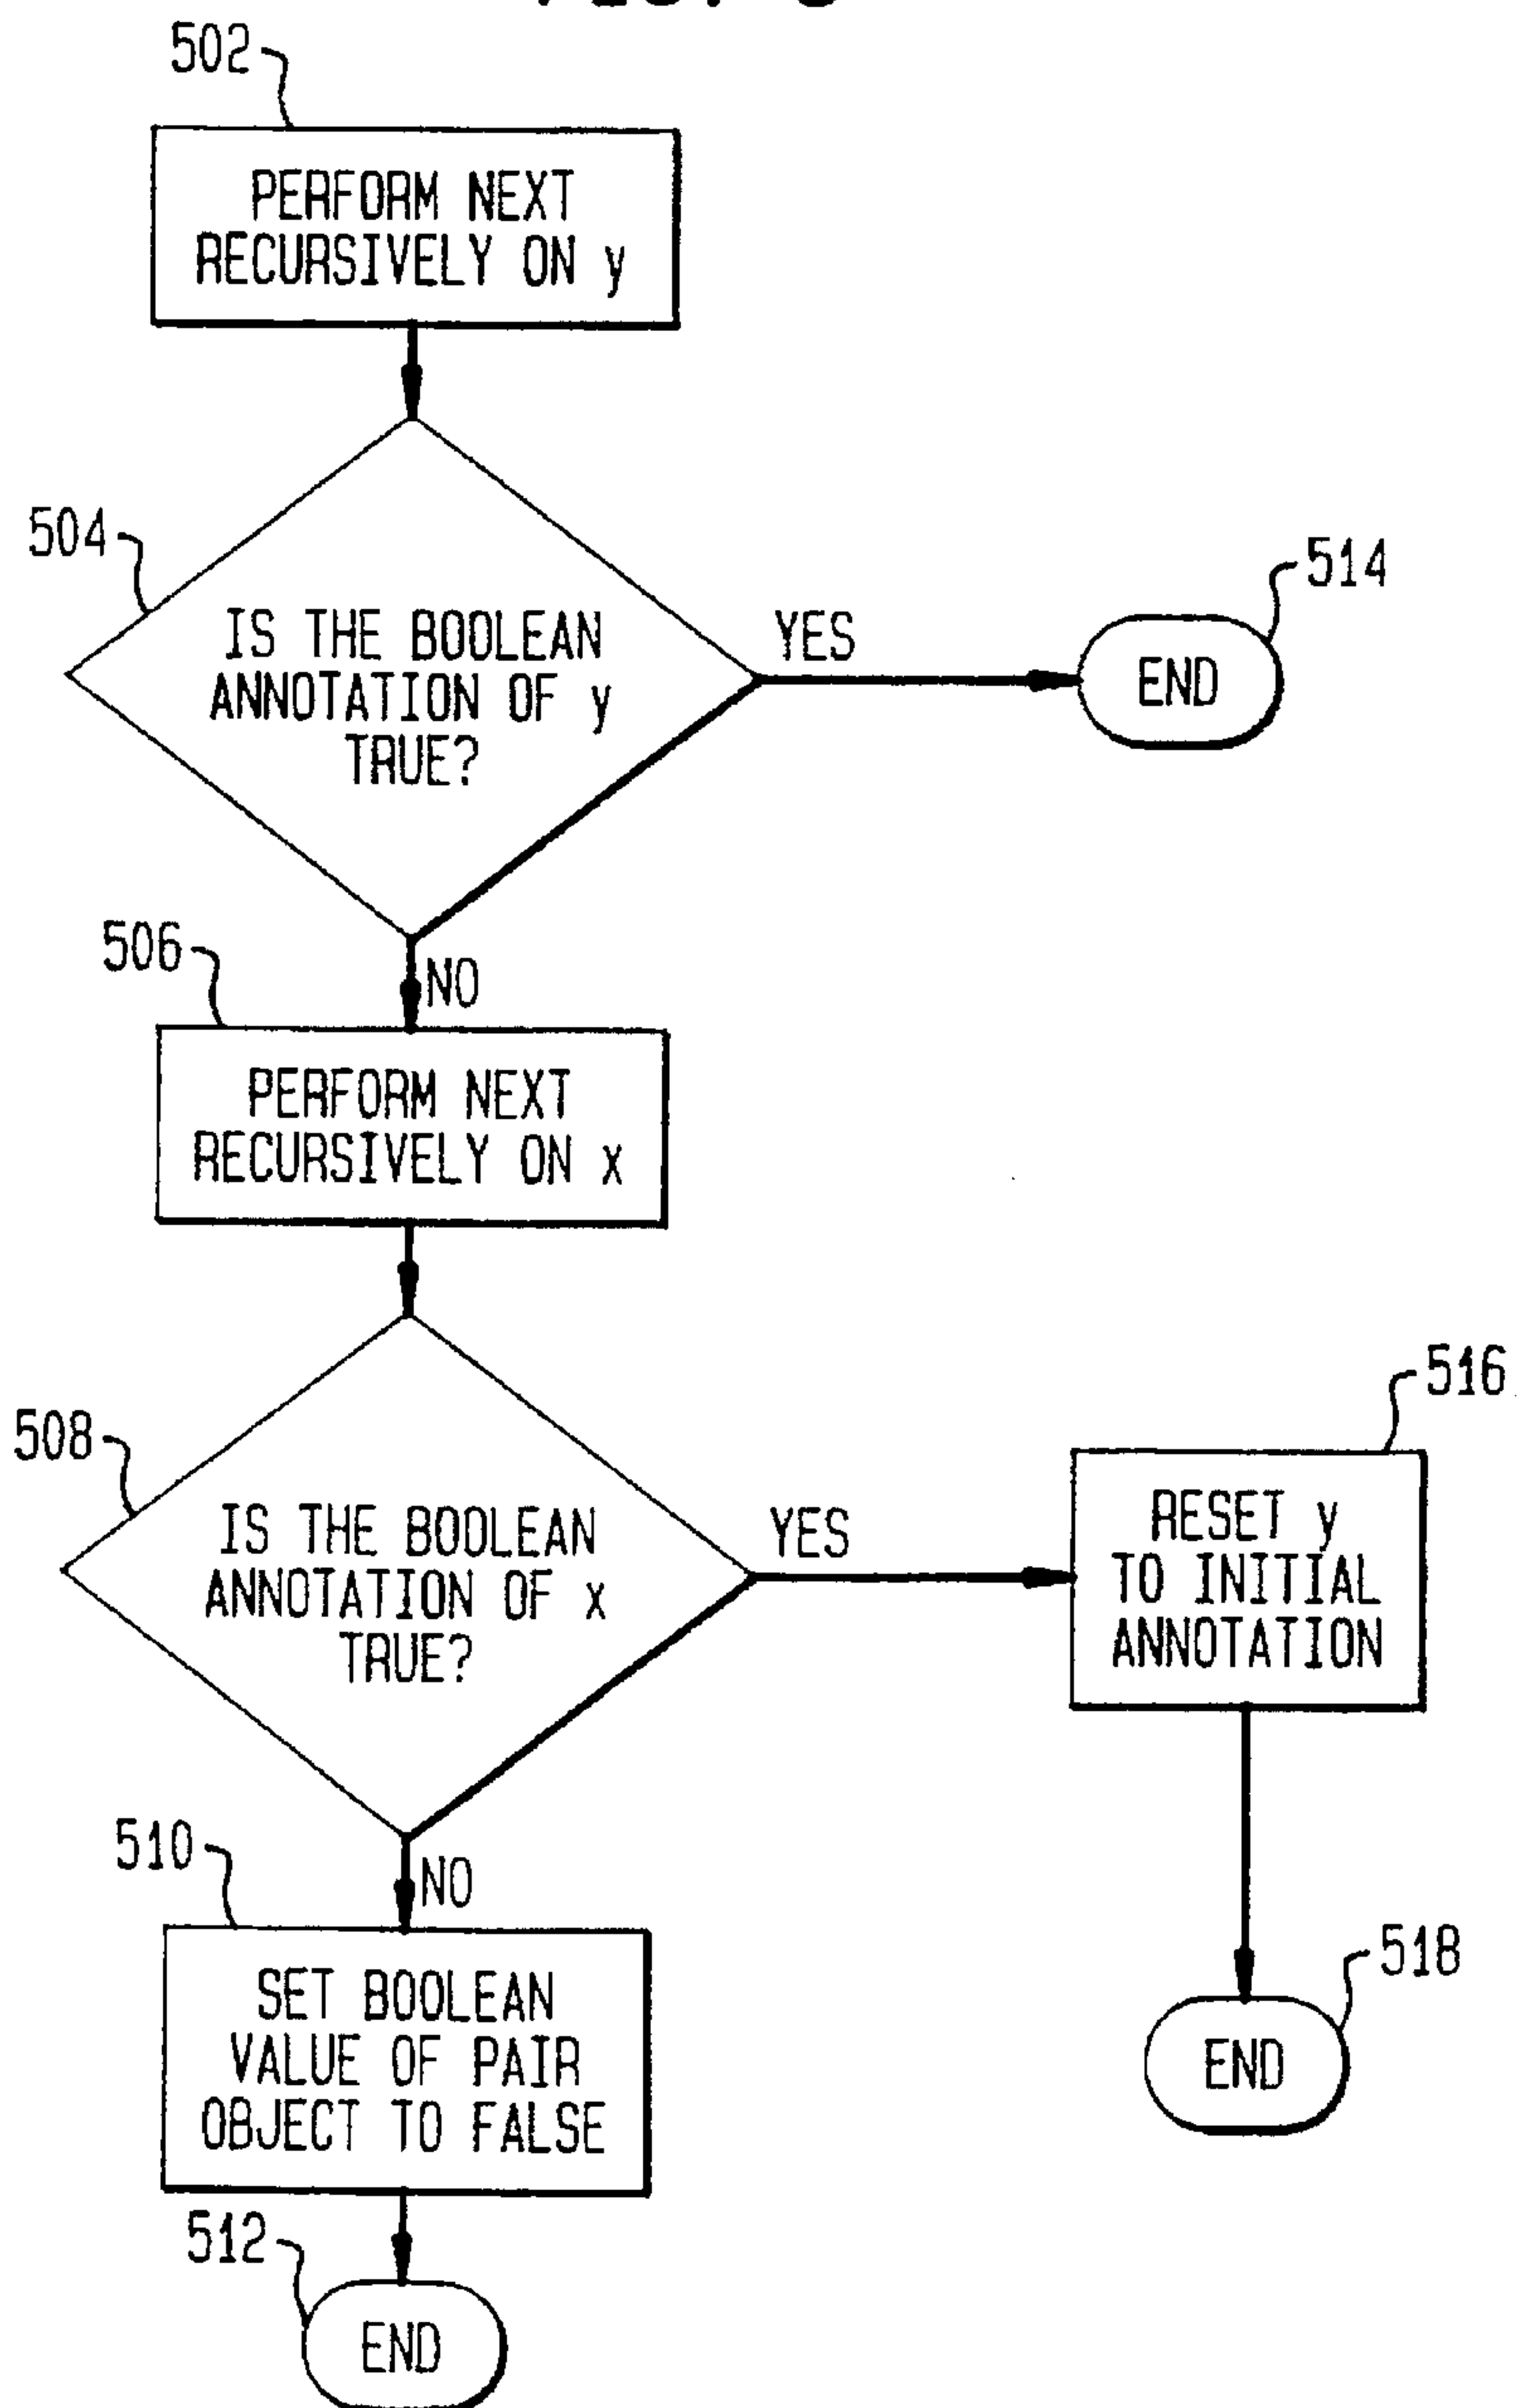 502
PERFORM NEXT
RECURSIVELY ON y
504
IS THE BOOLEAN
ANNOTATION OF y
TRUE?
YES
514
END
506
NO
PERFORM NEXT
RECURSIVELY ON x
508
IS THE BOOLEAN
ANNOTATION OF x
TRUE?
YES
516
RESET y
TO INITIAL
ANNOTATION
510
NO
SET BOOLEAN
VALUE OF PAIR
OBJECT TO FALSE
518
END
512
END